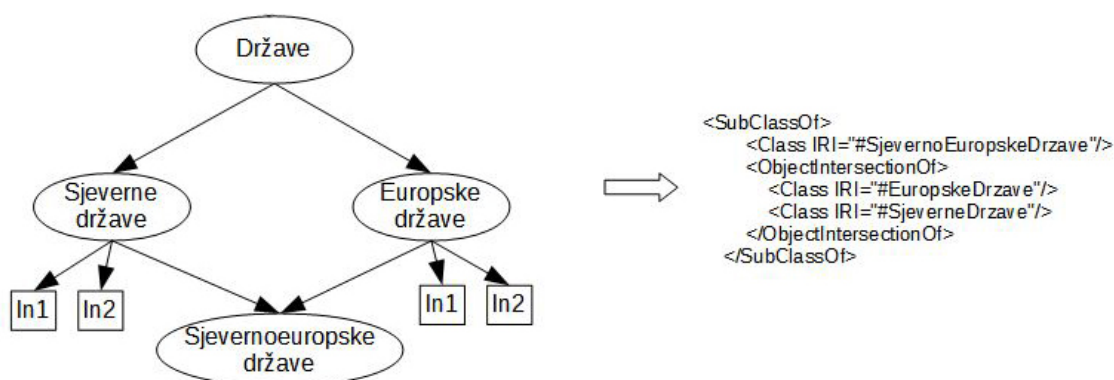 Države
Sjeverne
države
Europske
države
In1
In2
In1
In2
Sjevernoeuropske
države
<SubClassOf>
<Class IRI="#SjevernoEuropskeDrzave"/>
<ObjectIntersectionOf>
<Class IRI="#EuropskeDrzave"/>
<Class IRI="#SjeverneDrzave"/>
</ObjectIntersectionOf>
</SubClassOf>